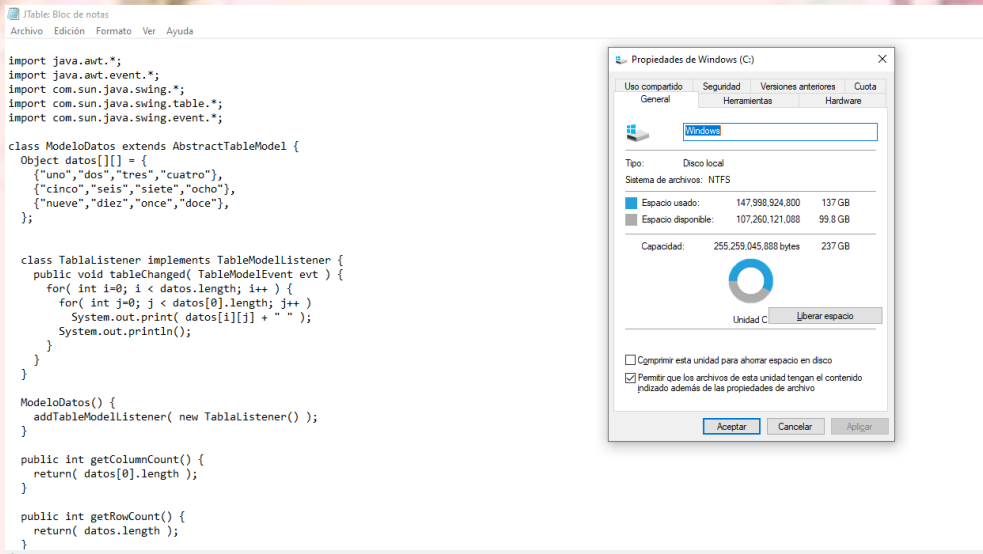 JTable: Bloc de notas
Archivo Edición Formato Ver Ayuda
import java.awt.*;
import java.awt.event.*;
import com.sun.java.swing.*;
import com.sun.java.swing.table.*;
import com.sun.java.swing.event.*;
class ModeloDatos extends AbstractTableModel {
Object datos[][] = {
{"uno","dos","tres","cuatro"},
{"cinco","seis","siete","ocho"},
{"nueve","diez","once","doce"},
};
class TablaListener implements TableModelListener {
public void tableChanged( TableModelEvent evt ) {
for( int i=0; i < datos.length; i++ ) {
for( int j=0; j < datos[0].length; j++ )
System.out.print( datos[i][j] + " " );
System.out.println();
}
}
}
ModeloDatos() {
addTableModelListener( new TablaListener() );
}
public int getColumnCount() {
return( datos[0].length );
}
public int getRowCount() {
return( datos.length );
}
Propiedades de Windows (C:)
Uso compartido Seguridad Versiones anteriores Cuota
General Herramientas Hardware
Windows
Tipo: Disco local
Sistema de archivos: NTFS
Espacio usado: 147,998,924,800 137 GB
Espacio disponible: 107,260,121,088 99.8 GB
Capacidad: 255,259,045,888 bytes 237 GB
Unidad C Liberar espacio
Comprimir esta unidad para ahorrar espacio en disco
Permitir que los archivos de esta unidad tengan el contenido
indizado además de las propiedades de archivo
Aceptar Cancelar Aplicar